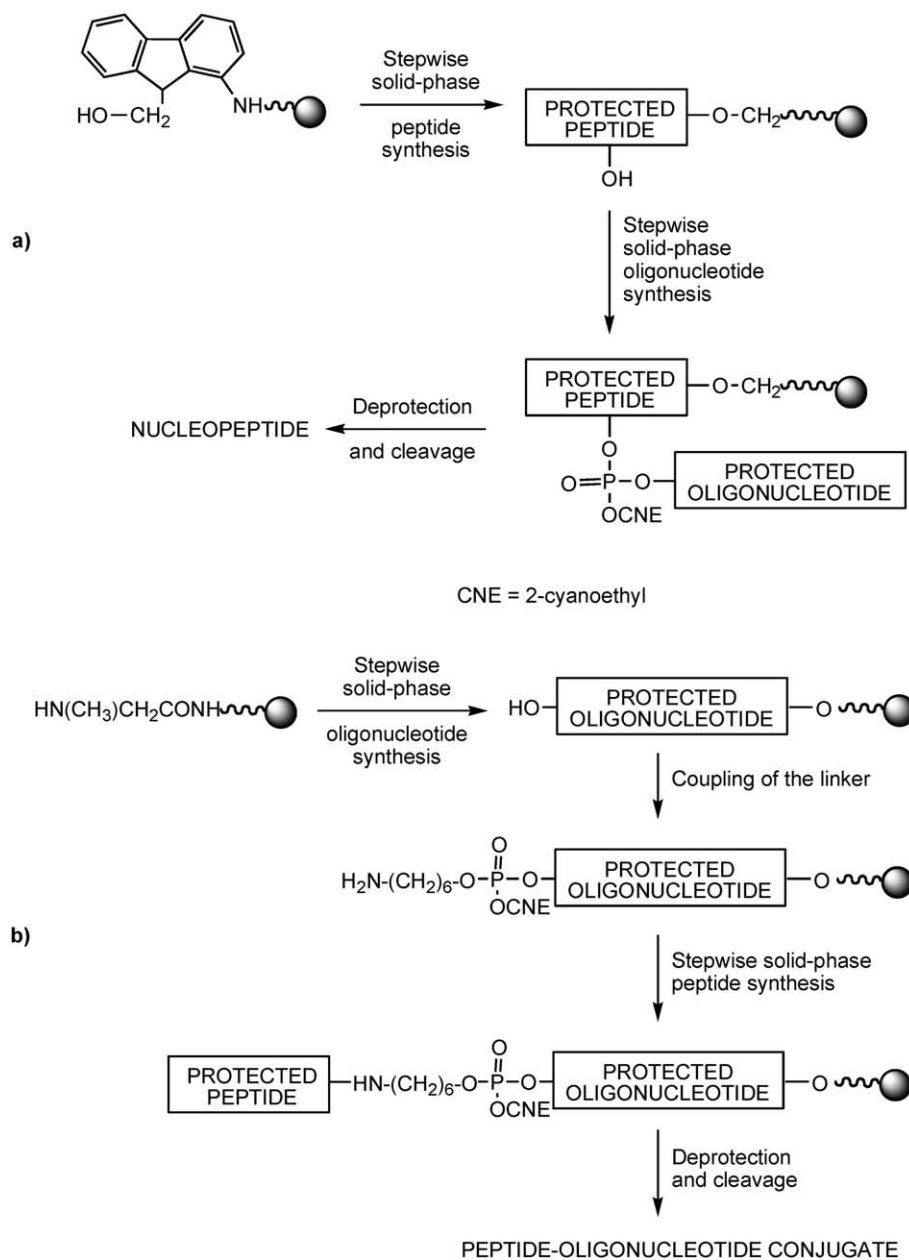 HO–CH₂
NH
Stepwise
solid-phase
peptide
synthesis
PROTECTED
PEPTIDE
O–CH₂
OH
a)
Stepwise
solid-phase
oligonucleotide
synthesis
PROTECTED
PEPTIDE
O–CH₂
NUCLEOPEPTIDE
Deprotection
and cleavage
O
O=P–O
OCNE
PROTECTED
OLIGONUCLEOTIDE
CNE = 2-cyanoethyl
HN(CH₃)CH₂CONH
Stepwise
solid-phase
oligonucleotide
synthesis
HO
PROTECTED
OLIGONUCLEOTIDE
O
Coupling of the linker
O
H₂N-(CH₂)₆-O–P–O
OCNE
PROTECTED
OLIGONUCLEOTIDE
O
b)
Stepwise solid-phase
peptide synthesis
PROTECTED
PEPTIDE
O
HN-(CH₂)₆-O–P–O
OCNE
PROTECTED
OLIGONUCLEOTIDE
O
Deprotection
and cleavage
PEPTIDE-OLIGONUCLEOTIDE CONJUGATE